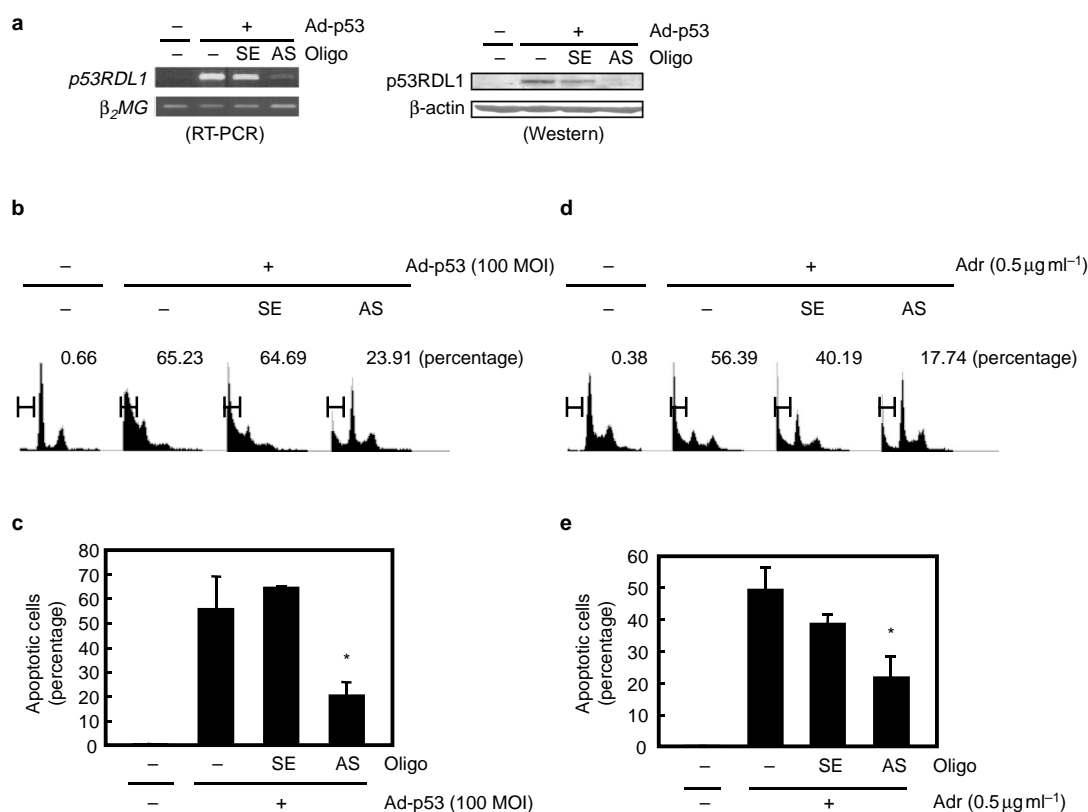 a
– + Ad-p53
– – SE AS Oligo
p53RDL1
β2MG
(RT-PCR)
– + Ad-p53
– – SE AS Oligo
p53RDL1
β-actin
(Western)
b
– + Ad-p53 (100 MOI)
– – SE AS
0.66 65.23 64.69 23.91 (percentage)
d
– + Adr (0.5 µg ml–1)
– – SE AS
0.38 56.39 40.19 17.74 (percentage)
c
Apoptotic cells
(percentage)
80
70
60
50
40
30
20
10
0
*
– – SE AS Oligo
– + Ad-p53 (100 MOI)
e
Apoptotic cells
(percentage)
60
50
40
30
20
10
0
*
– – SE AS Oligo
– + Adr (0.5 µg ml–1)